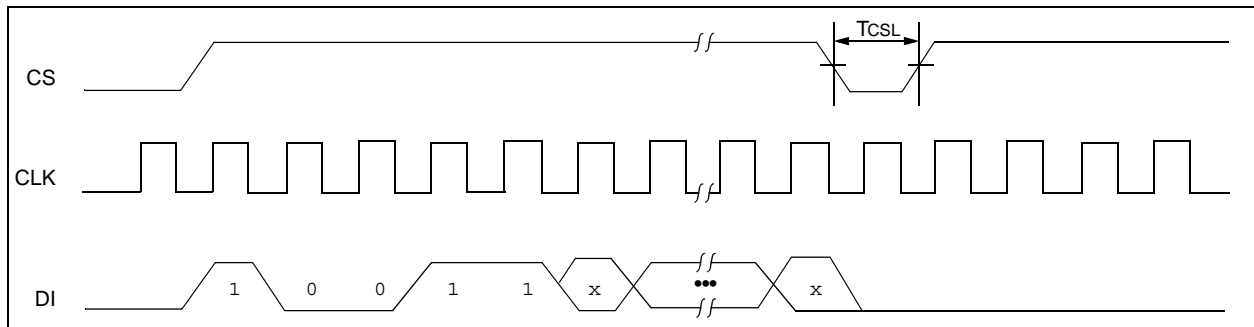 TCSL
CS
CLK
DI 1 0 0 1 1 x ••• x